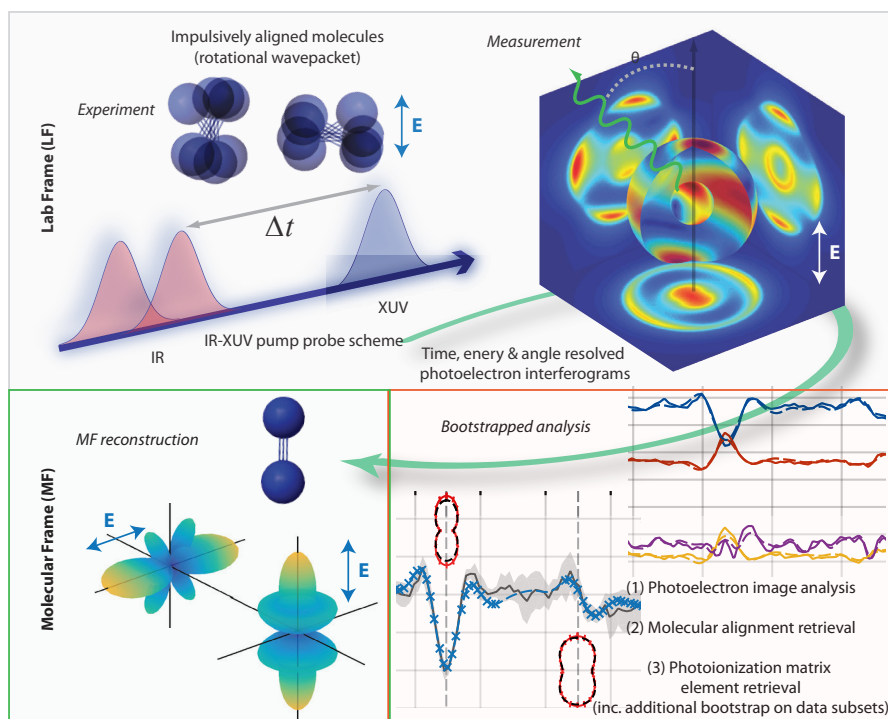 Impulsively aligned molecules
(rotational wavepacket)
Measurement
θ
Experiment
E
Lab Frame (LF)
Δt
E
XUV
IR
IR-XUV pump probe scheme
Time, enery & angle resolved
photoelectron interferograms
MF reconstruction
Bootstrapped analysis
Molecular Frame (MF)
E
E
(1) Photoelectron image analysis
(2) Molecular alignment retrieval
(3) Photoionization matrix
element retrieval
(inc. additional bootstrap on data subsets)